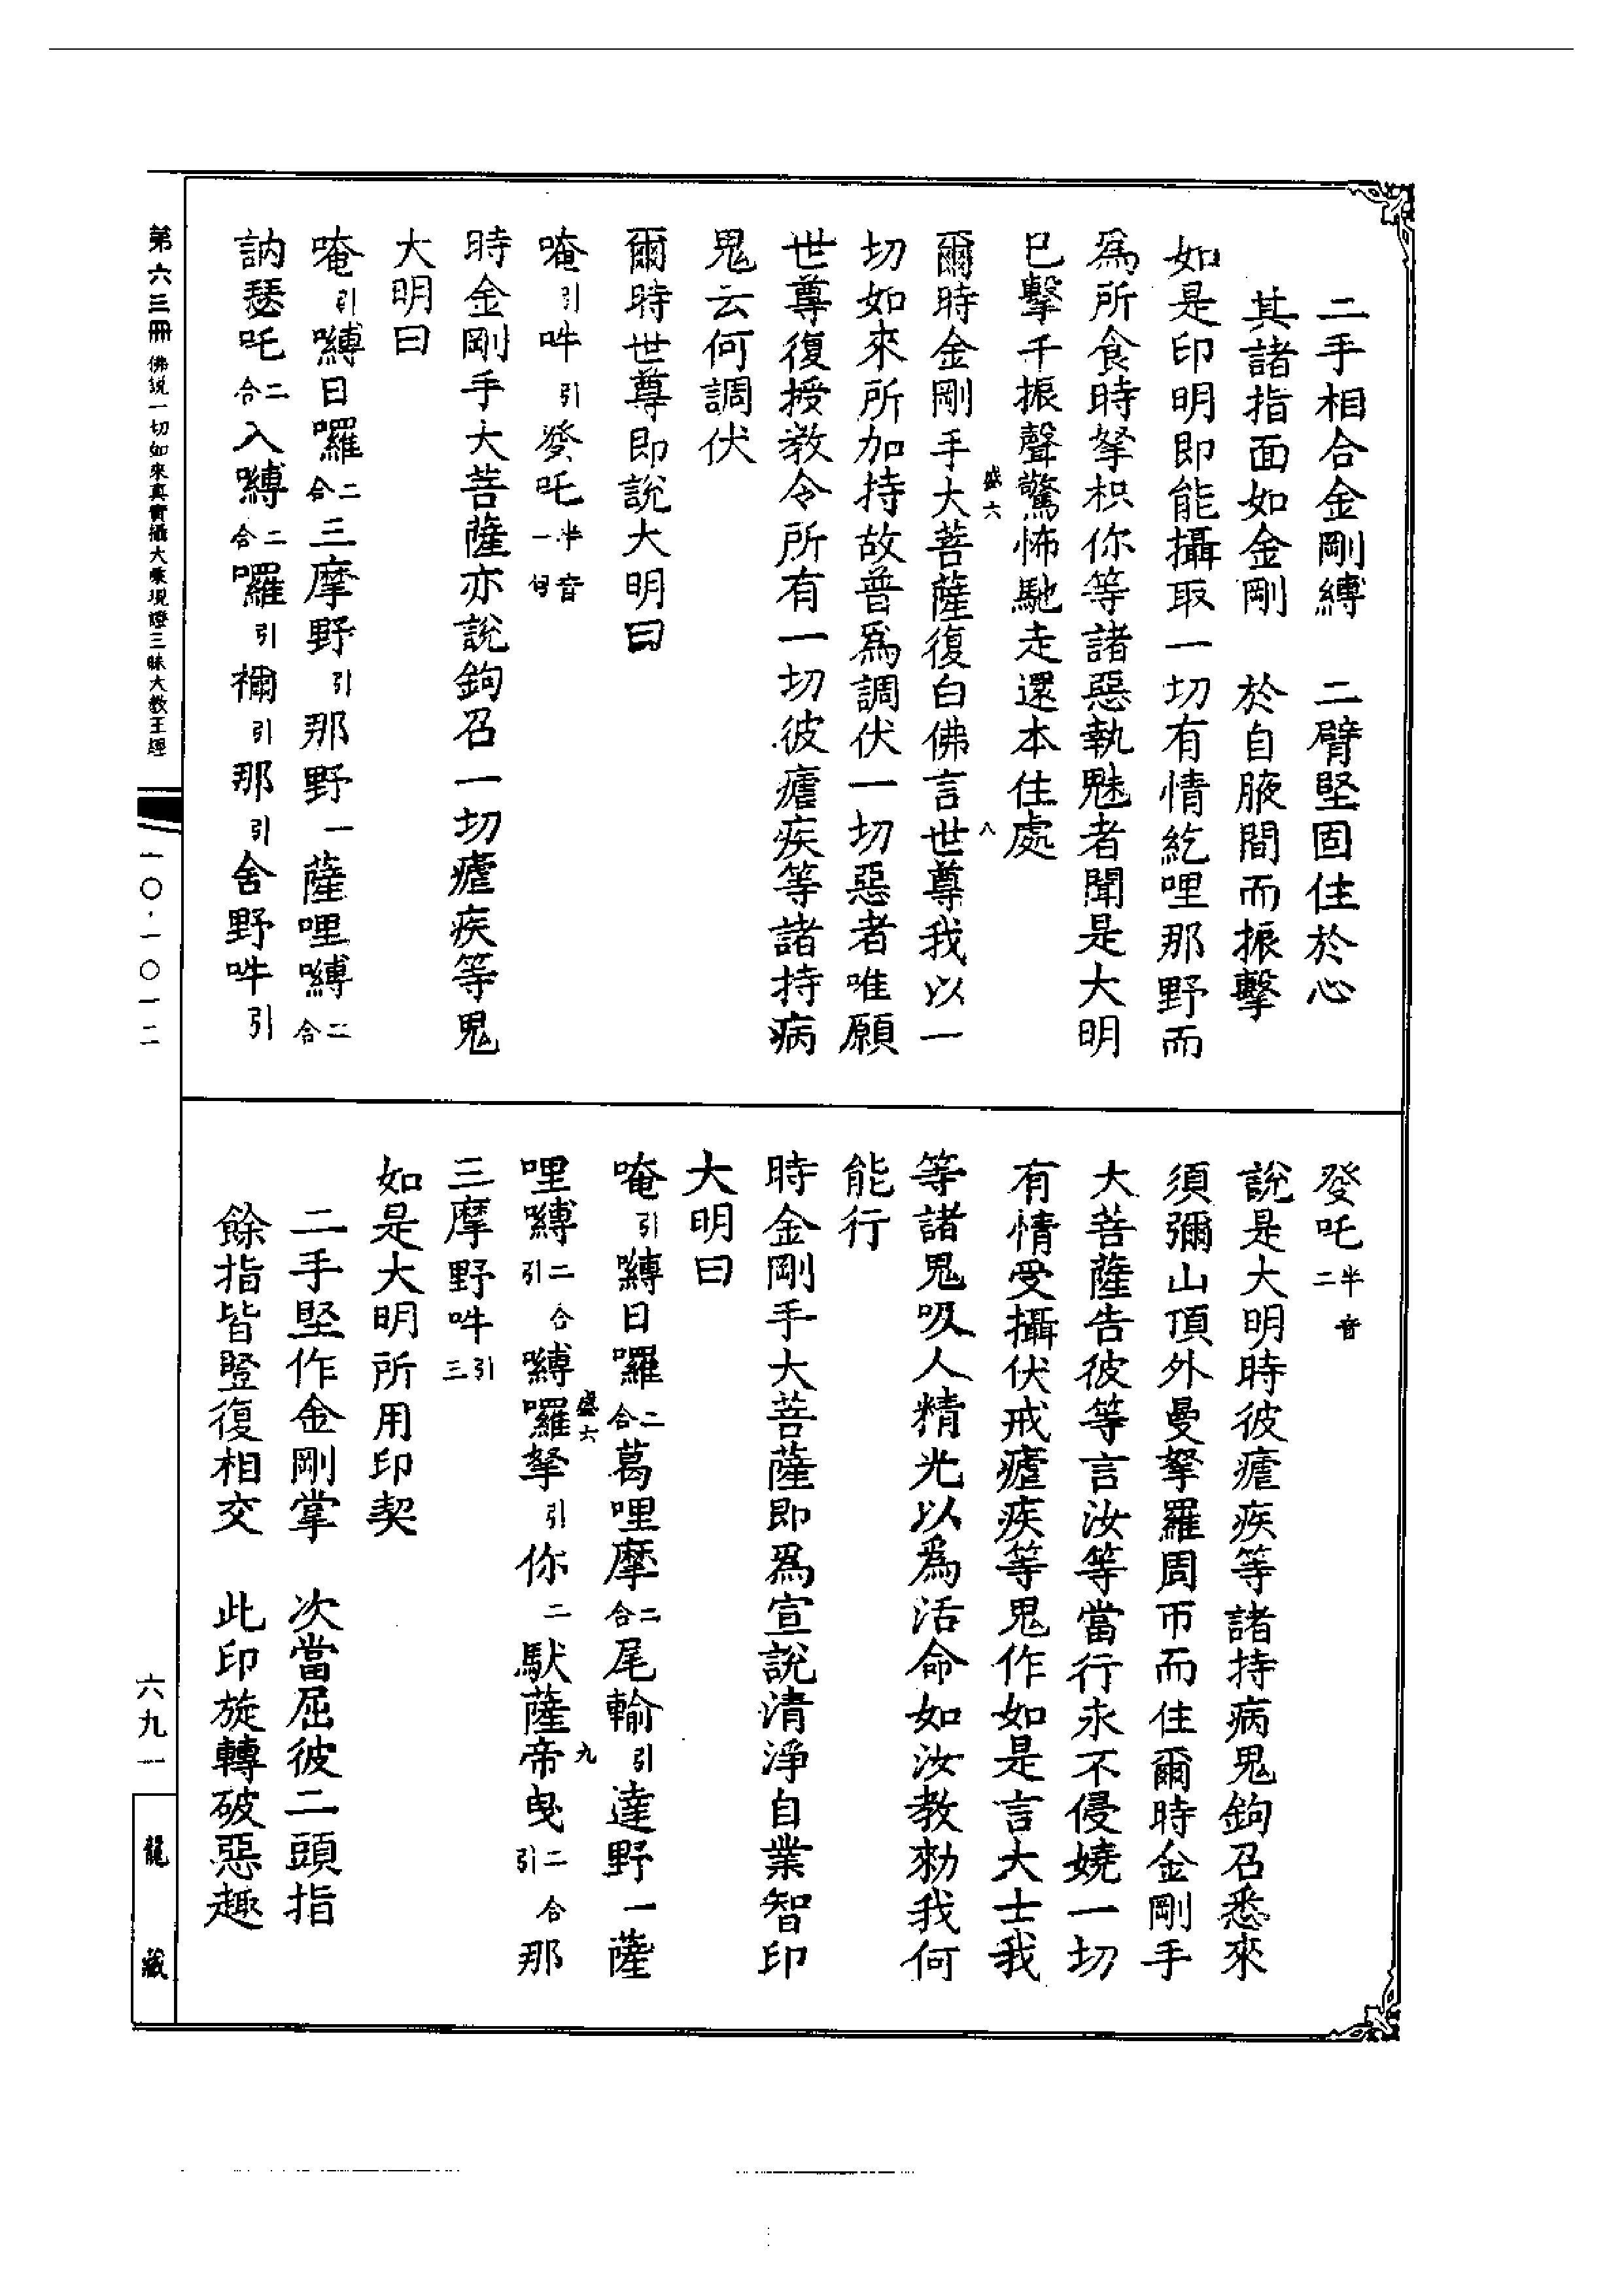 二手相合金剛縛　二臂堅固住於心
其諸指面如金剛　於自腋間而振擊
如是印明即能攝取一切有情紇哩那野而
為所食時拏枳你等諸惡執魅者聞是大明
巳擊千振聲驚怖馳走還本住處
盛六　八
爾時金剛手大菩薩復白佛言世尊我以一
切如來所加持故普為調伏一切惡者唯願
世尊復授教令所有一切彼瘧疾等諸持病
鬼云何調伏
爾時世尊即說大明曰
唵引吽引發吒半音一句
時金剛手大菩薩亦說鉤召一切瘧疾等鬼
大明曰
唵引嚩日囉二合三摩野引那野一薩哩嚩二合
訥瑟吒二合入嚩二合囉引禰引那引舍野吽引
發吒半音二
說是大明時彼瘧疾等諸持病鬼鉤召悉來
須彌山頂外曼拏羅周帀而住爾時金剛手
大菩薩告彼等言汝等當行永不侵嬈一切
有情受攝伏戒瘧疾等鬼作如是言大士我
等諸鬼吸人精光以為活命如汝教勑我何
能行
時金剛手大菩薩即為宣說清淨自業智印
大明曰
唵引嚩日囉二合葛哩摩二合尾輸引達野一薩
盛六　九
哩嚩二合引嚩囉拏引你二馱薩帝曳二合引那
三摩野吽引三
如是大明所用印契
二手堅作金剛掌　次當屈彼二頭指
餘指皆豎復相交　此印旋轉破惡趣
第六三冊　佛說一切如來真實攝大乘現證三昧大教王經
一〇·一〇一二
六九一
龍藏